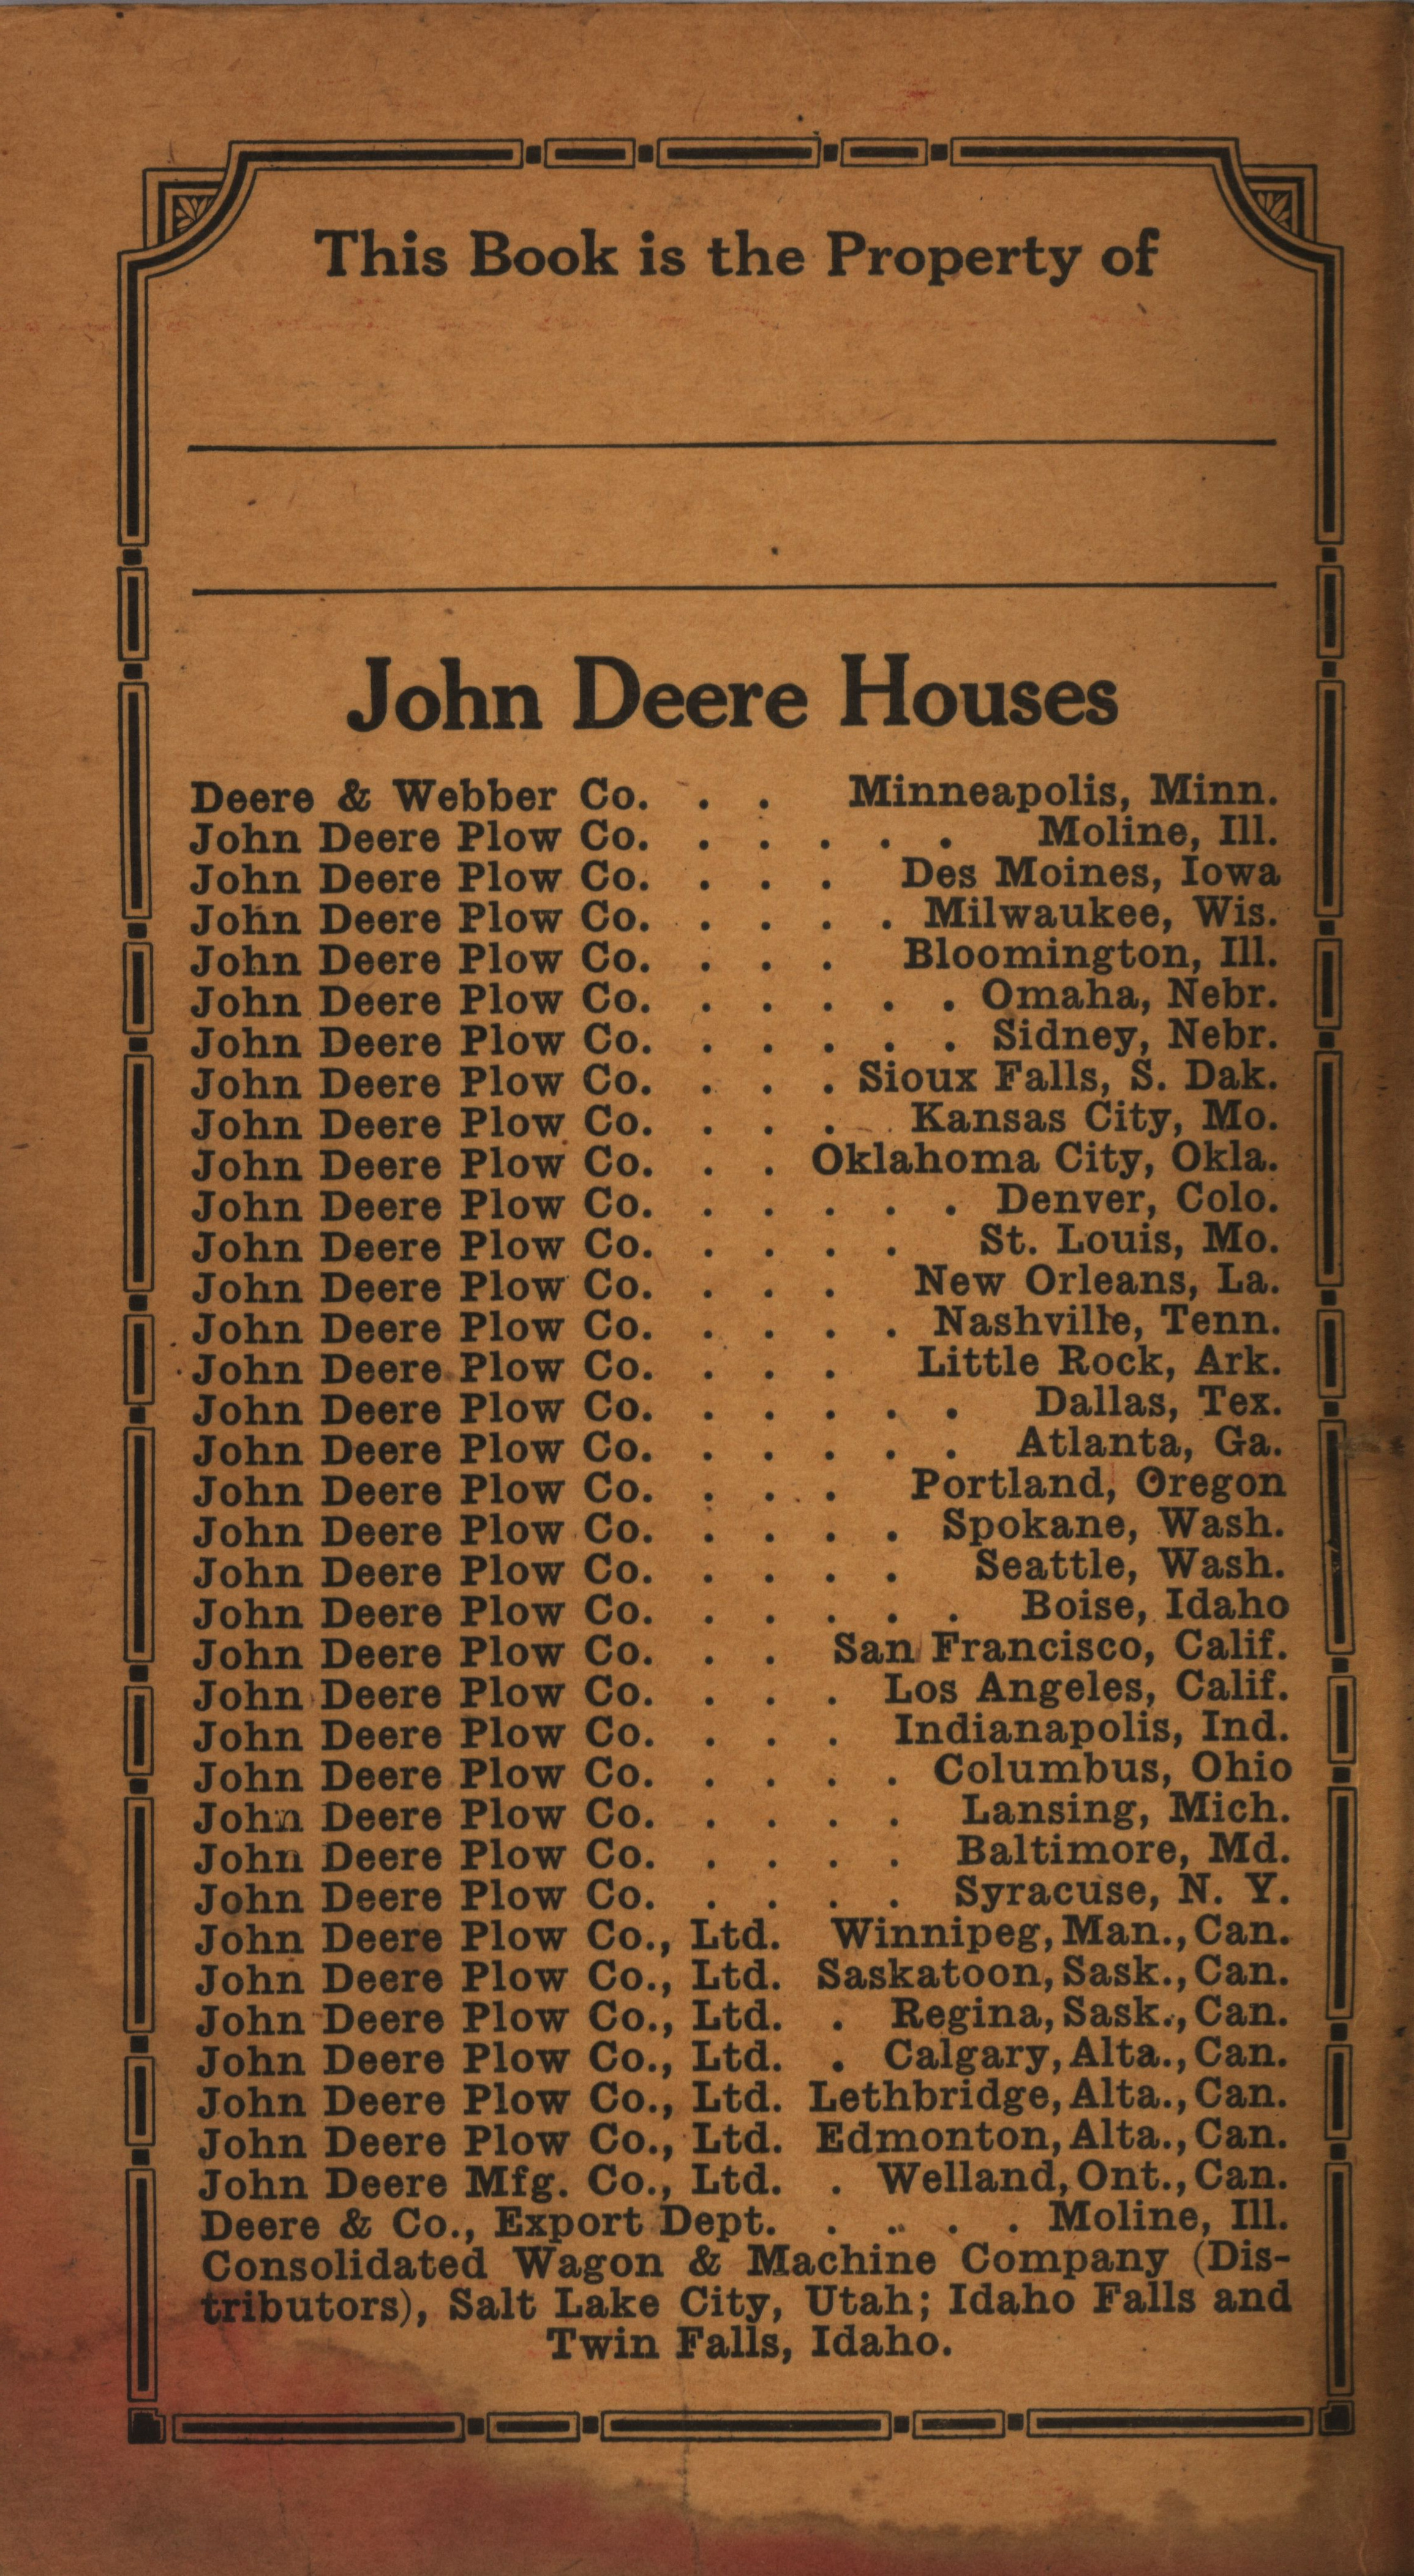 This Book is the Property of
John Deere Houses
Deere & Webber Co. . . Minneapolis, Minn.
John Deere Plow Co. . . . . . Moline, Ill.
John Deere Plow Co. . . . Des Moines, Iowa
John Deere Plow Co. . . . . Milwaukee, Wis.
John Deere Plow Co. . . . Bloomington, Ill.
John Deere Plow Co. . . . . . Omaha, Nebr.
John Deere Plow Co. . . . . . Sidney, Nebr.
John Deere Plow Co. . . . Sioux Falls, S. Dak.
John Deere Plow Co. . . . Kansas City, Mo.
John Deere Plow Co. . . Oklahoma City, Okla.
John Deere Plow Co. . . . . . Denver, Colo.
John Deere Plow Co. . . . . St. Louis, Mo.
John Deere Plow Co. . . . New Orleans, La.
John Deere Plow Co. . . . . Nashville, Tenn.
John Deere Plow Co. . . . Little Rock, Ark.
John Deere Plow Co. . . . . . Dallas, Tex.
John Deere Plow Co. . . . . . Atlanta, Ga.
John Deere Plow Co. . . . Portland, Oregon
John Deere Plow Co. . . . . Spokane, Wash.
John Deere Plow Co. . . . . Seattle, Wash.
John Deere Plow Co. . . . . . Boise, Idaho
John Deere Plow Co. . . San Francisco, Calif.
John Deere Plow Co. . . . Los Angeles, Calif.
John Deere Plow Co. . . . Indianapolis, Ind.
John Deere Plow Co. . . . . Columbus, Ohio
John Deere Plow Co. . . . . Lansing, Mich.
John Deere Plow Co. . . . . Baltimore, Md.
John Deere Plow Co. . . . . Syracuse, N. Y.
John Deere Plow Co., Ltd. Winnipeg, Man., Can.
John Deere Plow Co., Ltd. Saskatoon, Sask., Can.
John Deere Plow Co., Ltd. . Regina, Sask., Can.
John Deere Plow Co., Ltd. . Calgary, Alta., Can.
John Deere Plow Co., Ltd. Lethbridge, Alta., Can.
John Deere Plow Co., Ltd. Edmonton, Alta., Can.
John Deere Mfg. Co., Ltd. . Welland, Ont., Can.
Deere & Co., Export Dept. . . . . Moline, Ill.
Consolidated Wagon & Machine Company (Dis-
tributors), Salt Lake City, Utah; Idaho Falls and
Twin Falls, Idaho.